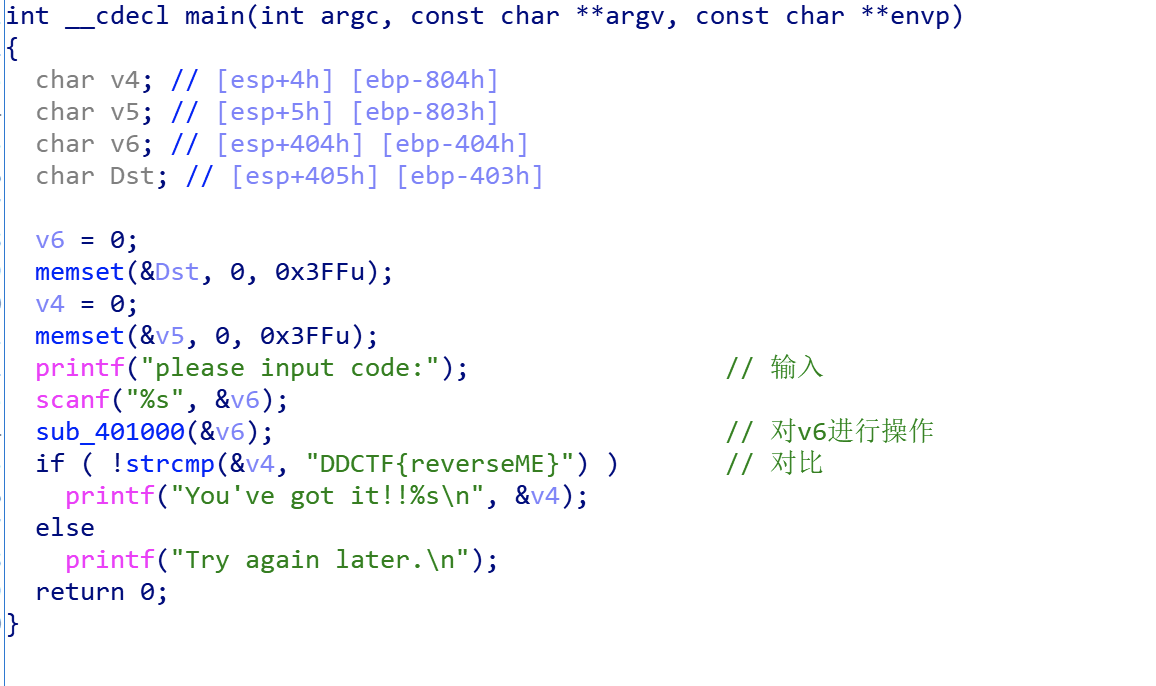 int __cdecl main(int argc, const char **argv, const char **envp)
{
  char v4; // [esp+4h] [ebp-804h]
  char v5; // [esp+5h] [ebp-803h]
  char v6; // [esp+404h] [ebp-404h]
  char Dst; // [esp+405h] [ebp-403h]

  v6 = 0;
  memset(&Dst, 0, 0x3FFu);
  v4 = 0;
  memset(&v5, 0, 0x3FFu);
  printf("please input code:");                 // 输入
  scanf("%s", &v6);
  sub_401000(&v6);                              // 对v6进行操作
  if ( !strcmp(&v4, "DDCTF{reverseME}") )       // 对比
    printf("You've got it!!%s\n", &v4);
  else
    printf("Try again later.\n");
  return 0;
}